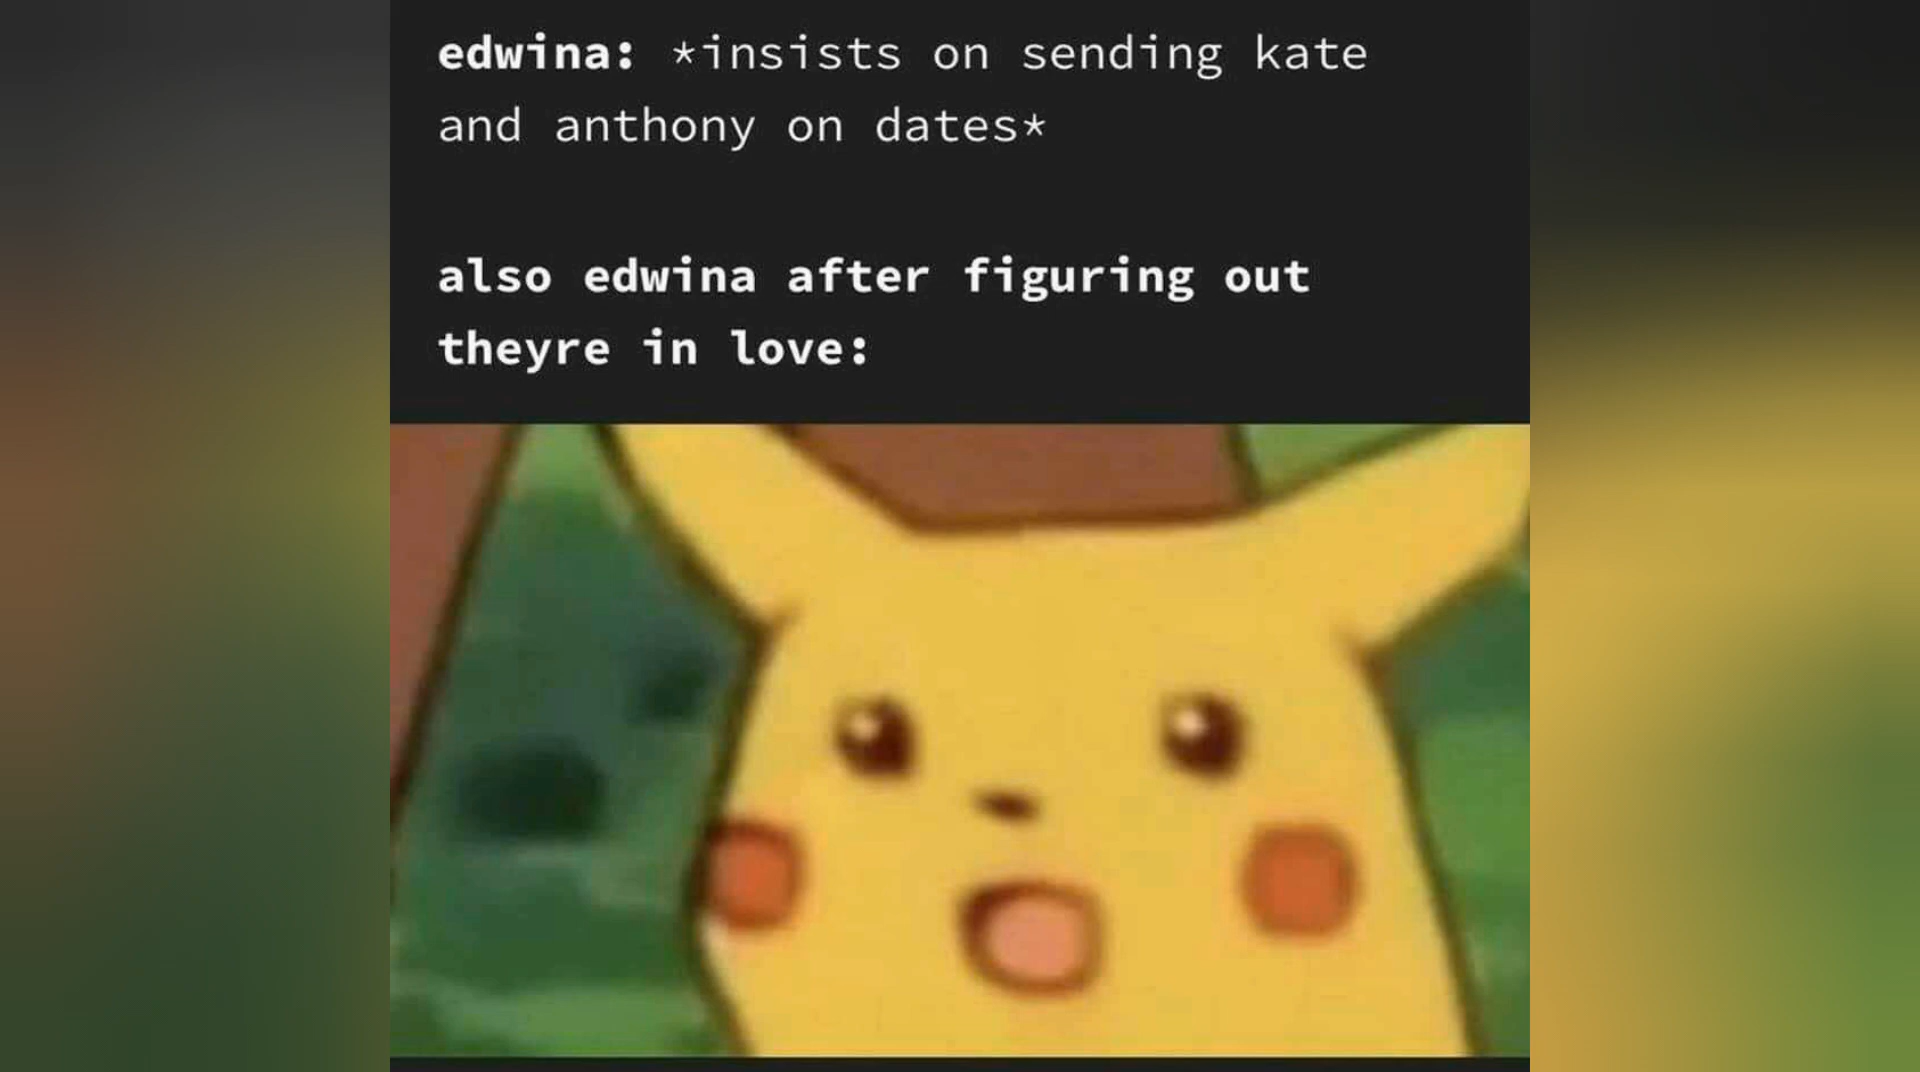 edwina: *insists on sending kate
and anthony on dates*
also edwina after figuring out
theyre in love: